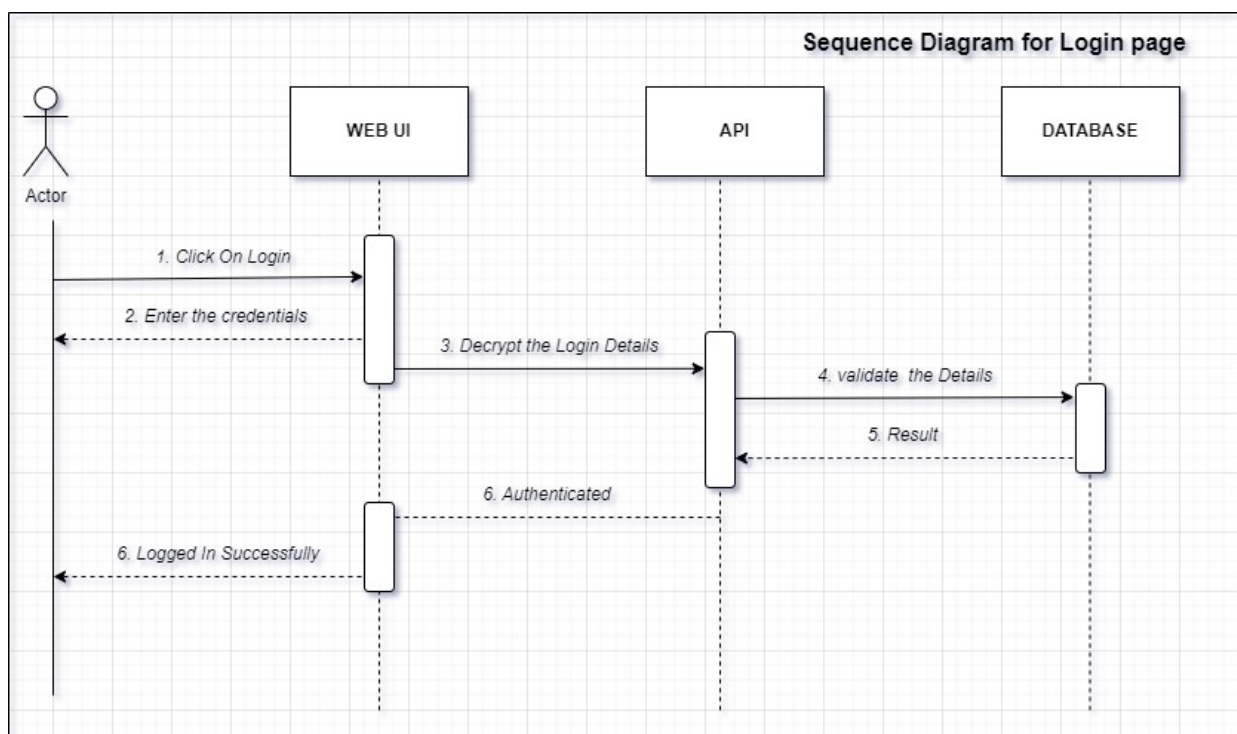 Sequence Diagram for Login page
WEB UI
API
DATABASE
Actor
1. Click On Login
2. Enter the credentials
3. Decrypt the Login Details
4. validate  the Details
5. Result
6. Authenticated
6. Logged In Successfully